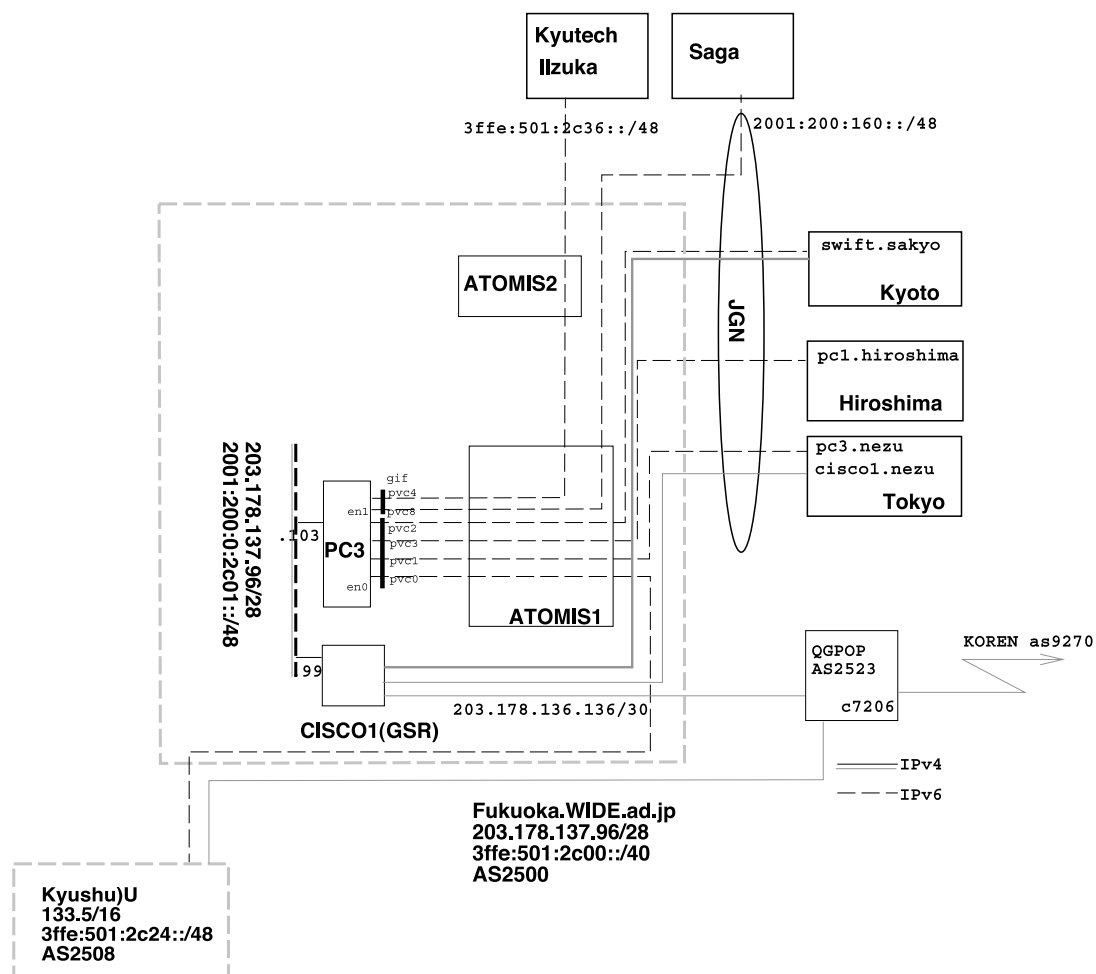 Kyutech
IIzuka
Saga
3ffe:501:2c36::/48
2001:200:160::/48
swift.sakyo
Kyoto
ATOMIS2
JGN
pc1.hiroshima
Hiroshima
pc3.nezu
cisco1.nezu
Tokyo
203.178.137.96/28
2001:200:0:2c01::/48
gif
pvc4
en1
pvc8
pvc2
.103
PC3
pvc3
pvc1
en0
pvc0
ATOMIS1
.99
CISCO1(GSR)
203.178.136.136/30
QGPOP
AS2523
c7206
KOREN as9270
IPv4
IPv6
Fukuoka.WIDE.ad.jp
203.178.137.96/28
3ffe:501:2c00::/40
AS2500
Kyushu)U
133.5/16
3ffe:501:2c24::/48
AS2508